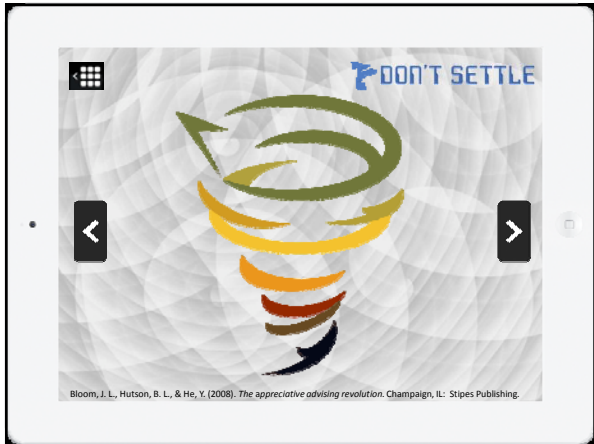 DON'T SETTLE
Bloom, J. L., Hutson, B. L., & He, Y. (2008). The appreciative advising revolution. Champaign, IL: Stipes Publishing.